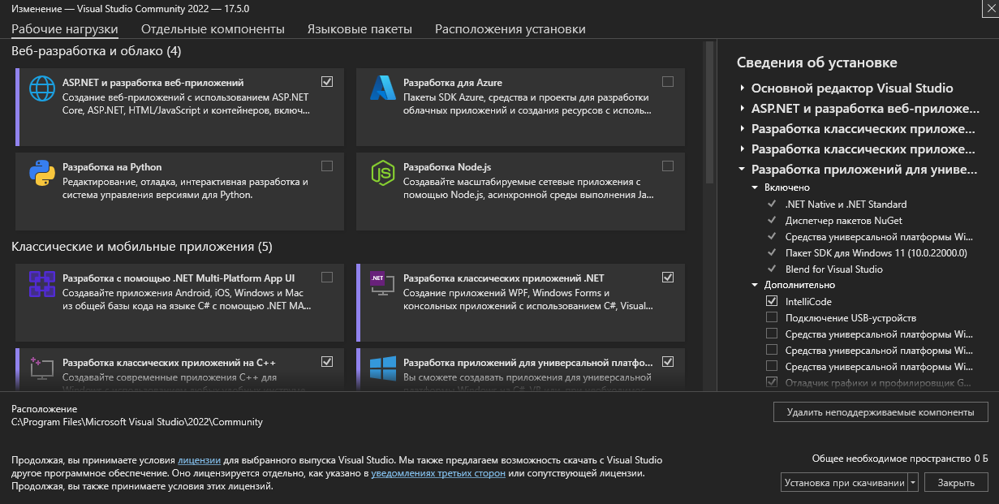 Изменение — Visual Studio Community 2022 — 17.5.0
Рабочие нагрузки
Отдельные компоненты
Языковые пакеты
Расположения установки
Веб-разработка и облако (4)
ASP.NET и разработка веб-приложений
Создание веб-приложений с использованием ASP.NET
Core, ASP.NET, HTML/JavaScript и контейнеров, включ...
Разработка для Azure
Пакеты SDK Azure, средства и проекты для разработки
облачных приложений и создания ресурсов с исполь...
Разработка на Python
Редактирование, отладка, интерактивная разработка и
система управления версиями для Python.
Разработка Node.js
Создавайте масштабируемые сетевые приложения с
помощью Node.js, асинхронной среды выполнения Ja...
Классические и мобильные приложения (5)
Разработка с помощью .NET Multi-Platform App UI
Создавайте приложения Android, iOS, Windows и Mac
из общей базы кода на языке C# с помощью .NET MA...
.NET
Разработка классических приложений .NET
Создание приложений WPF, Windows Forms и
консольных приложений с использованием C#, Visual...
Разработка классических приложений на C++
Создавайте современные приложения C++ для
Windows с использованием любых удобных инструм...
Разработка приложений для универсальной платфо...
Вы сможете создавать приложения для универсальной
платформы Windows на C#, VB или, при необходимос...
Сведения об установке
Основной редактор Visual Studio
ASP.NET и разработка веб-приложе...
Разработка классических приложе...
Разработка классических приложе...
Разработка приложений для униве...
Включено
.NET Native и .NET Standard
Диспетчер пакетов NuGet
Средства универсальной платформы Wi...
Пакет SDK для Windows 11 (10.0.22000.0)
Blend for Visual Studio
Дополнительно
IntelliCode
Подключение USB-устройств
Средства универсальной платформы Wi...
Средства универсальной платформы Wi...
Средства универсальной платформы Wi...
Отладчик графики и профилировщик G...
Расположение
C:\Program Files\Microsoft Visual Studio\2022\Community
Удалить неподдерживаемые компоненты
Продолжая, вы принимаете условия лицензии для выбранного выпуска Visual Studio. Мы также предлагаем возможность скачать с Visual Studio
другое программное обеспечение. Оно лицензируется отдельно, как указано в уведомлениях третьих сторон или сопутствующей лицензии.
Продолжая, вы также принимаете условия этих лицензий.
Общее необходимое пространство 0 Б
Установка при скачивании
Закрыть